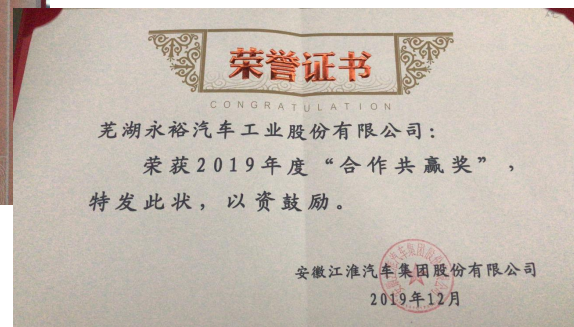 荣誉证书
CONGRATULATION
芜湖永裕汽车工业股份有限公司：
荣获2019年度“合作共赢奖”，
特发此状，以资鼓励。
安徽江淮汽车集团股份有限公司
2019年12月